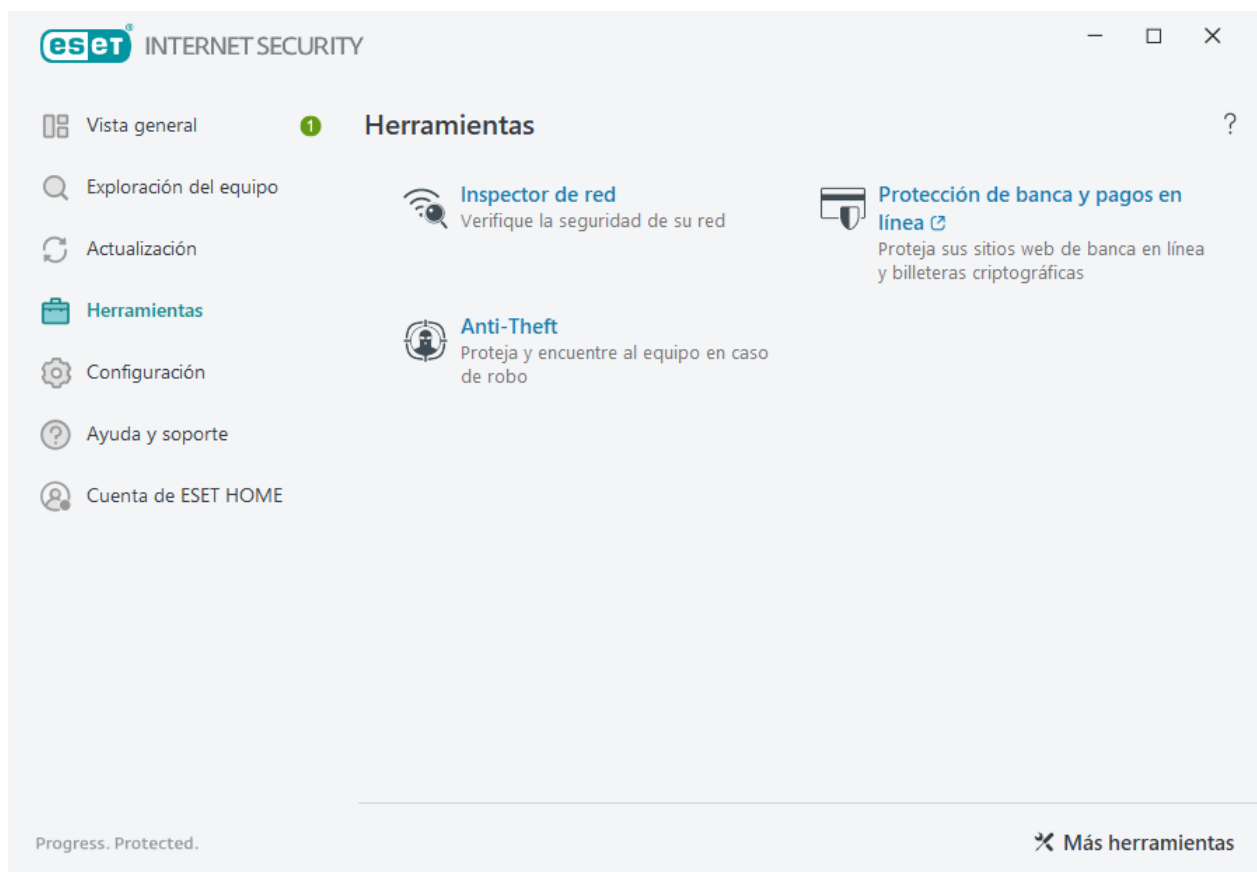 eset® INTERNET SECURITY
Vista general 1
Exploración del equipo
Actualización
Herramientas
Configuración
Ayuda y soporte
Cuenta de ESET HOME
Herramientas
?
Inspector de red
Verifique la seguridad de su red
Protección de banca y pagos en
línea
Proteja sus sitios web de banca en línea
y billeteras criptográficas
Anti-Theft
Proteja y encuentre al equipo en caso
de robo
Progress. Protected.
Más herramientas